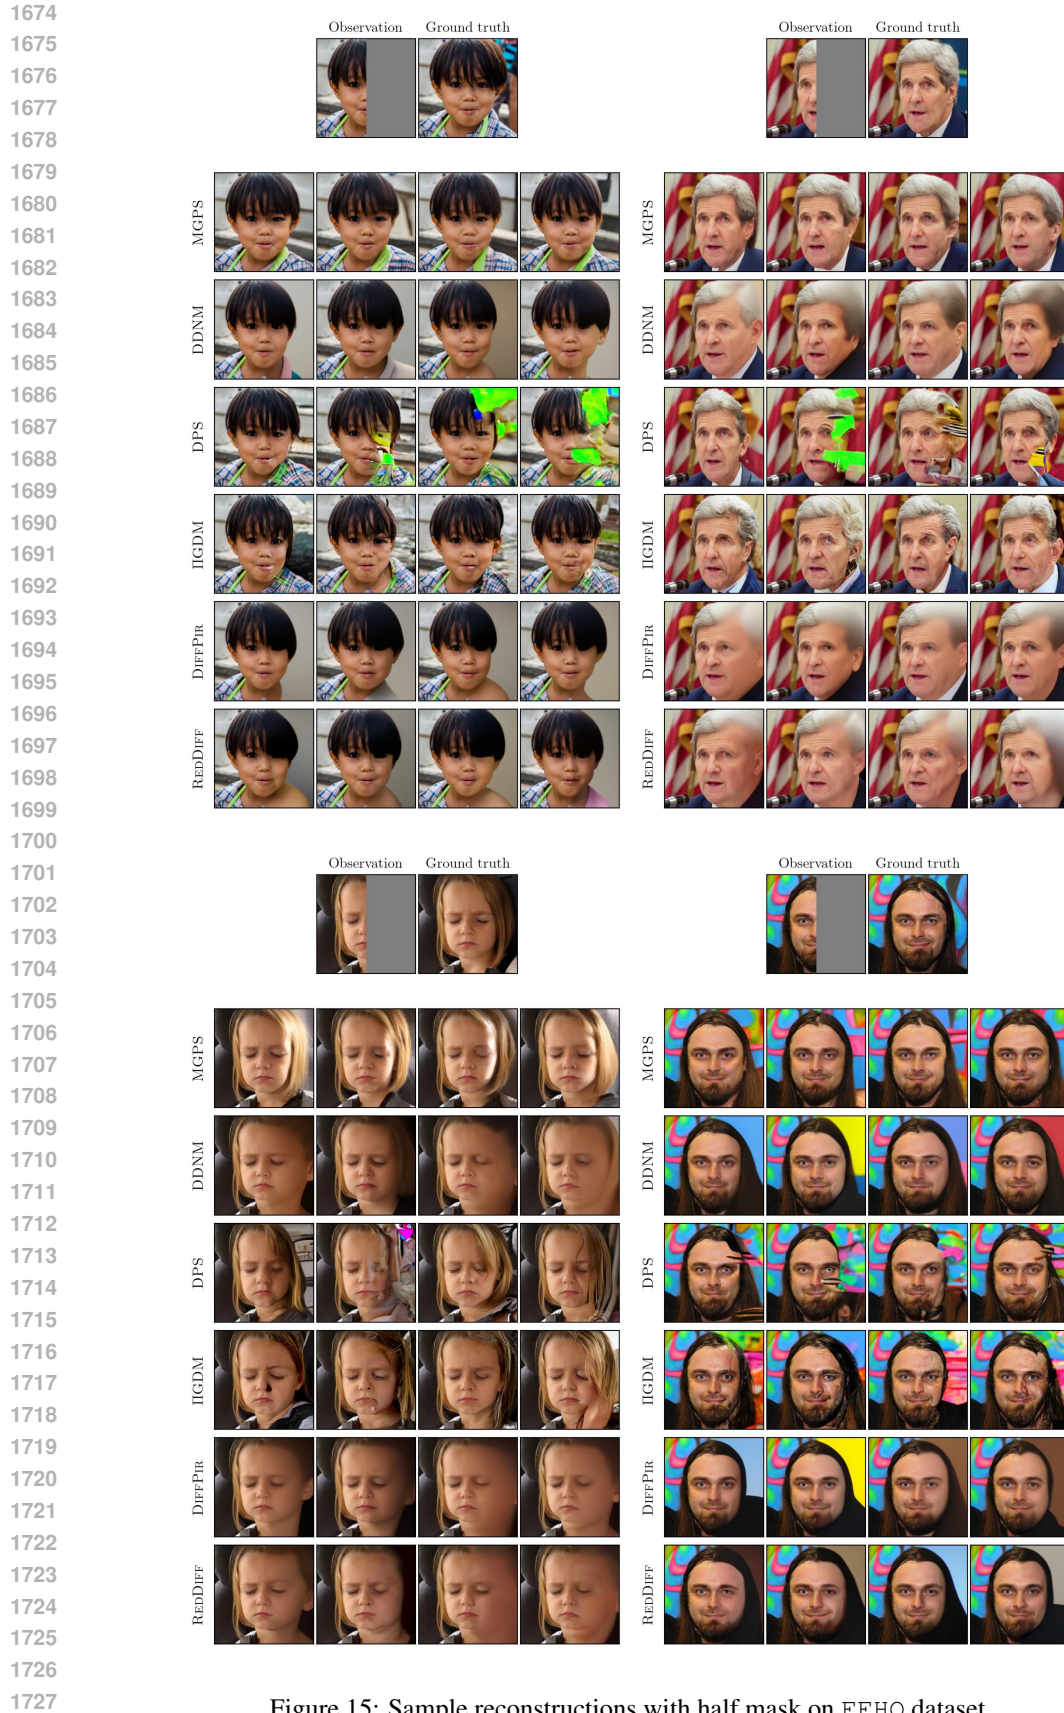 1674
1675
1676
1677
1678
1679
1680
1681
1682
1683
1684
1685
1686
1687
1688
1689
1690
1691
1692
1693
1694
1695
1696
1697
1698
1699
1700
1701
1702
1703
1704
1705
1706
1707
1708
1709
1710
1711
1712
1713
1714
1715
1716
1717
1718
1719
1720
1721
1722
1723
1724
1725
1726
1727
Observation Ground truth
MGPS
DDNM
DPS
ΠGDM
DIFFPIR
REDDIFF
Observation Ground truth
MGPS
DDNM
DPS
ΠGDM
DIFFPIR
REDDIFF
Observation Ground truth
MGPS
DDNM
DPS
ΠGDM
DIFFPIR
REDDIFF
Observation Ground truth
MGPS
DDNM
DPS
ΠGDM
DIFFPIR
REDDIFF
Figure 15: Sample reconstructions with half mask on FFHQ dataset